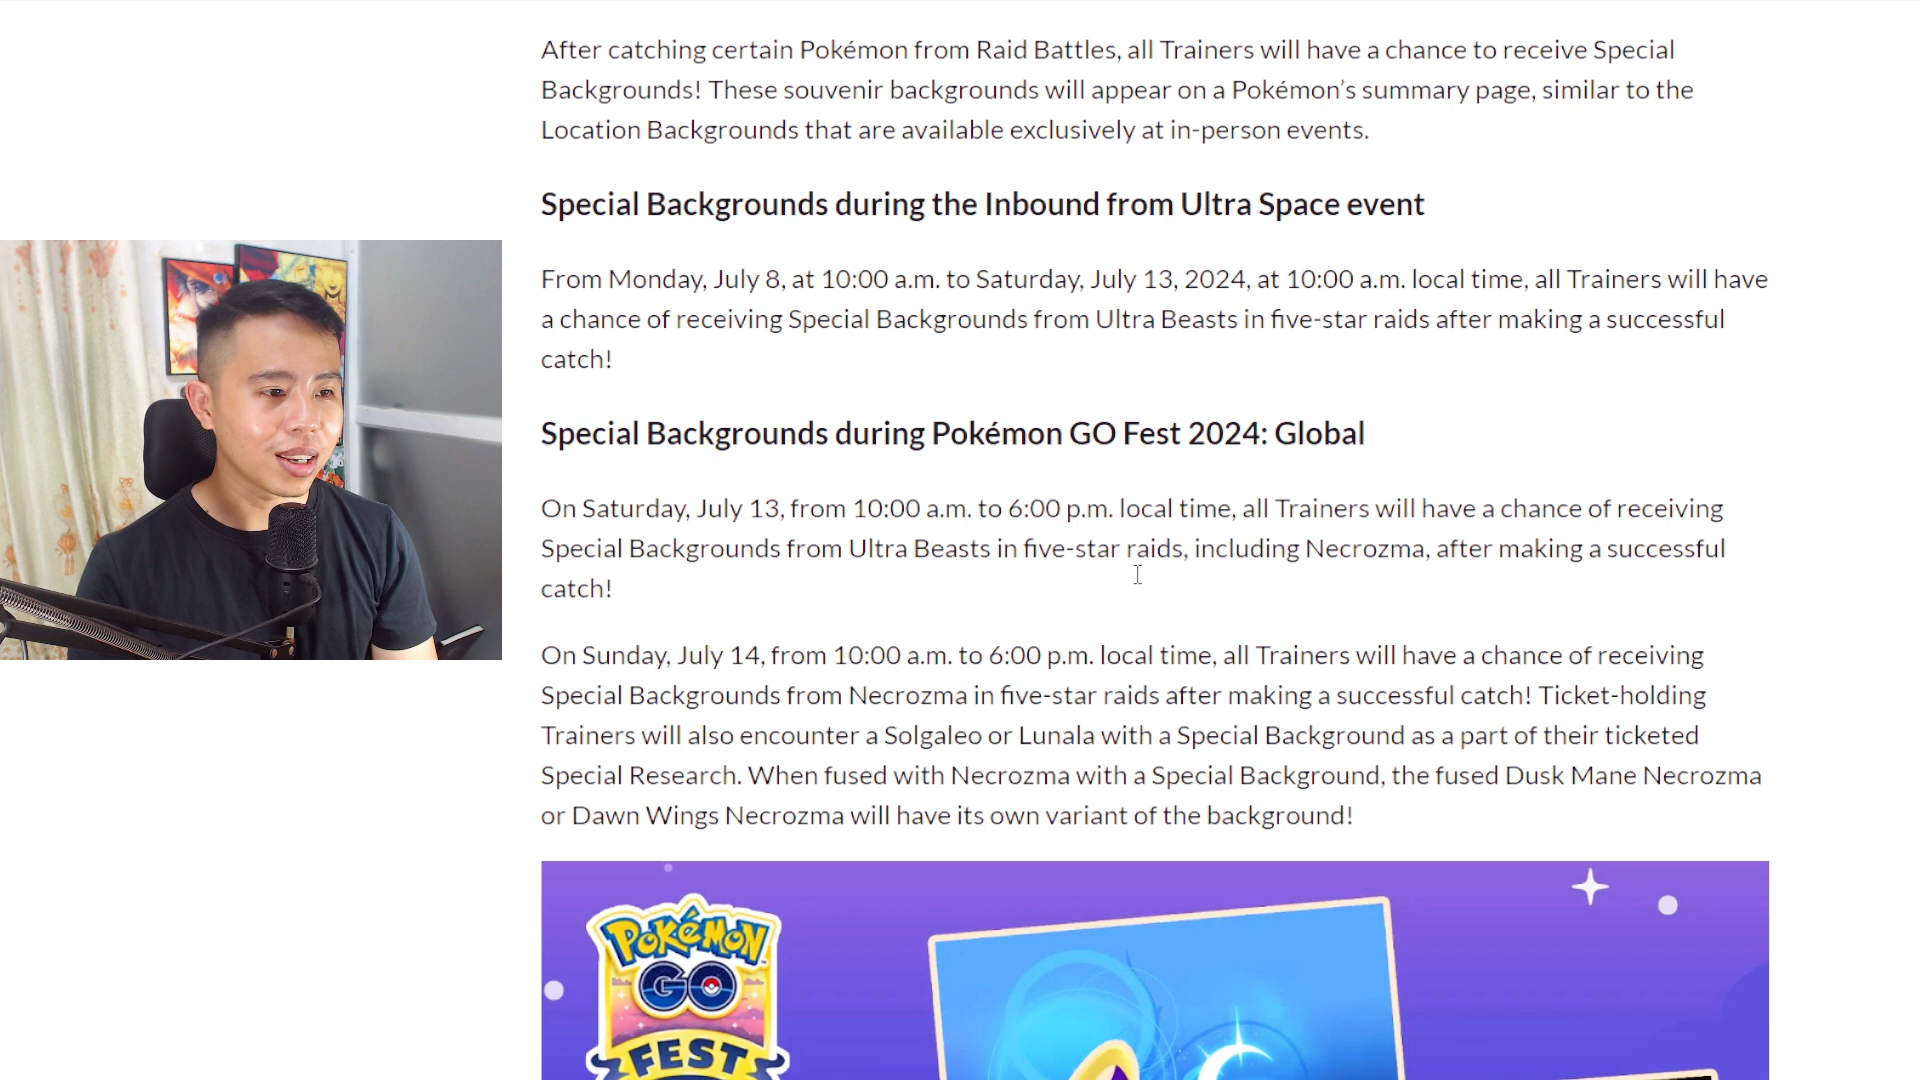 After catching certain Pokémon from Raid Battles, all Trainers will have a chance to receive Special
Backgrounds! These souvenir backgrounds will appear on a Pokémon’s summary page, similar to the
Location Backgrounds that are available exclusively at in-person events.
Special Backgrounds during the Inbound from Ultra Space event
From Monday, July 8, at 10:00 a.m. to Saturday, July 13, 2024, at 10:00 a.m. local time, all Trainers will have
a chance of receiving Special Backgrounds from Ultra Beasts in five-star raids after making a successful
catch!
Special Backgrounds during Pokémon GO Fest 2024: Global
On Saturday, July 13, from 10:00 a.m. to 6:00 p.m. local time, all Trainers will have a chance of receiving
Special Backgrounds from Ultra Beasts in five-star raids, including Necrozma, after making a successful
catch!
On Sunday, July 14, from 10:00 a.m. to 6:00 p.m. local time, all Trainers will have a chance of receiving
Special Backgrounds from Necrozma in five-star raids after making a successful catch! Ticket-holding
Trainers will also encounter a Solgaleo or Lunala with a Special Background as a part of their ticketed
Special Research. When fused with Necrozma with a Special Background, the fused Dusk Mane Necrozma
or Dawn Wings Necrozma will have its own variant of the background!
POKéMON
GO
FEST